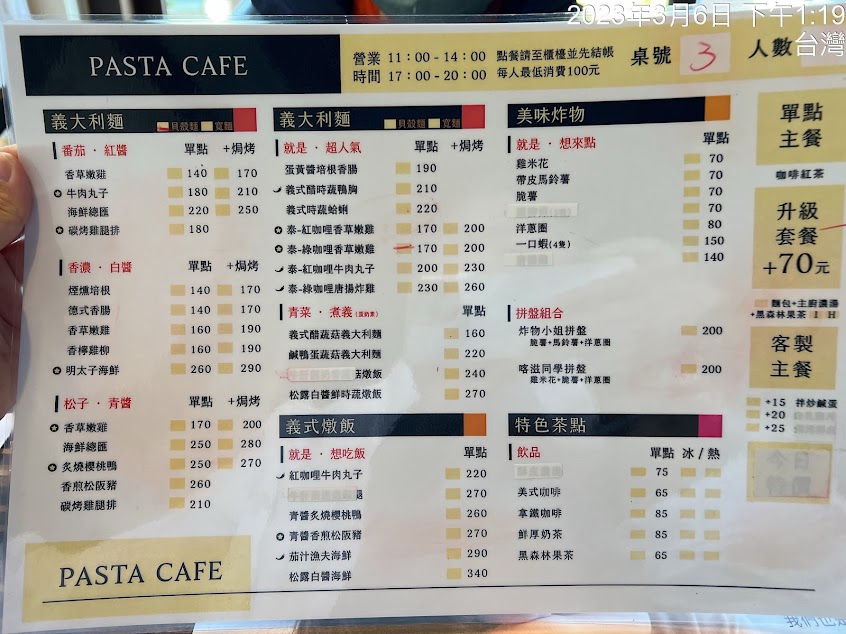 2023年3月6日 下午1:19
台灣
PASTA CAFE
營業 11:00-14:00 點餐請至櫃檯並先結帳
時間 17:00-20:00 每人最低消費100元
桌號 3 人數
義大利麵 貝殼麵 寬麵
番茄・紅醬 單點 +焗烤
香草嫩雞 140 170
牛肉丸子 180 210
海鮮總匯 220 250
碳烤雞腿排 180
香濃・白醬 單點 +焗烤
煙燻培根 140 170
德式香腸 140 170
香草嫩雞 160 190
香檸雞柳 160 190
明太子海鮮 260 290
松子・青醬 單點 +焗烤
香草嫩雞 170 200
海鮮總匯 250 280
炙燒櫻桃鴨 250 270
香煎松阪豬 260
碳烤雞腿排 210
PASTA CAFE
義大利麵 貝殼麵 寬麵
就是・超人氣 單點 +焗烤
蛋黃醬培根香腸 190
義式醋時蔬鴨胸 210
義式時蔬蛤蜊 220
泰-紅咖哩香草嫩雞 170 200
泰-綠咖哩香草嫩雞 170 200
泰-紅咖哩牛肉丸子 200 230
泰-綠咖哩唐揚炸雞 230 260
青菜・煮義(蛋奶素) 單點
義式醋蔬菇義大利麵 160
鹹鴨蛋蔬菇義大利麵 220
菇燉飯 240
松露白醬鮮時蔬燉飯 270
義式燉飯
就是・想吃飯 單點
紅咖哩牛肉丸子 220
270
青醬炙燒櫻桃鴨 260
青醬香煎松阪豬 270
茄汁漁夫海鮮 290
松露白醬海鮮 340
美味炸物
就是・想來點 單點
雞米花 70
帶皮馬鈴薯 70
脆薯 70
70
洋蔥圈 80
一口蝦(4隻) 150
140
拼盤組合
炸物小姐拼盤 200
脆薯+馬鈴薯+洋蔥圈
喀滋同學拼盤 200
雞米花+脆薯+洋蔥圈
特色茶點
飲品 單點 冰/熱
75
美式咖啡 65
拿鐵咖啡 85
鮮厚奶茶 85
黑森林果茶 65
單點
主餐
咖啡紅茶
升級
套餐
+70元
麵包+主廚濃湯
+黑森林果茶 I H
客製
主餐
+15 拌炒鹹蛋
+20
+25
今日
特價